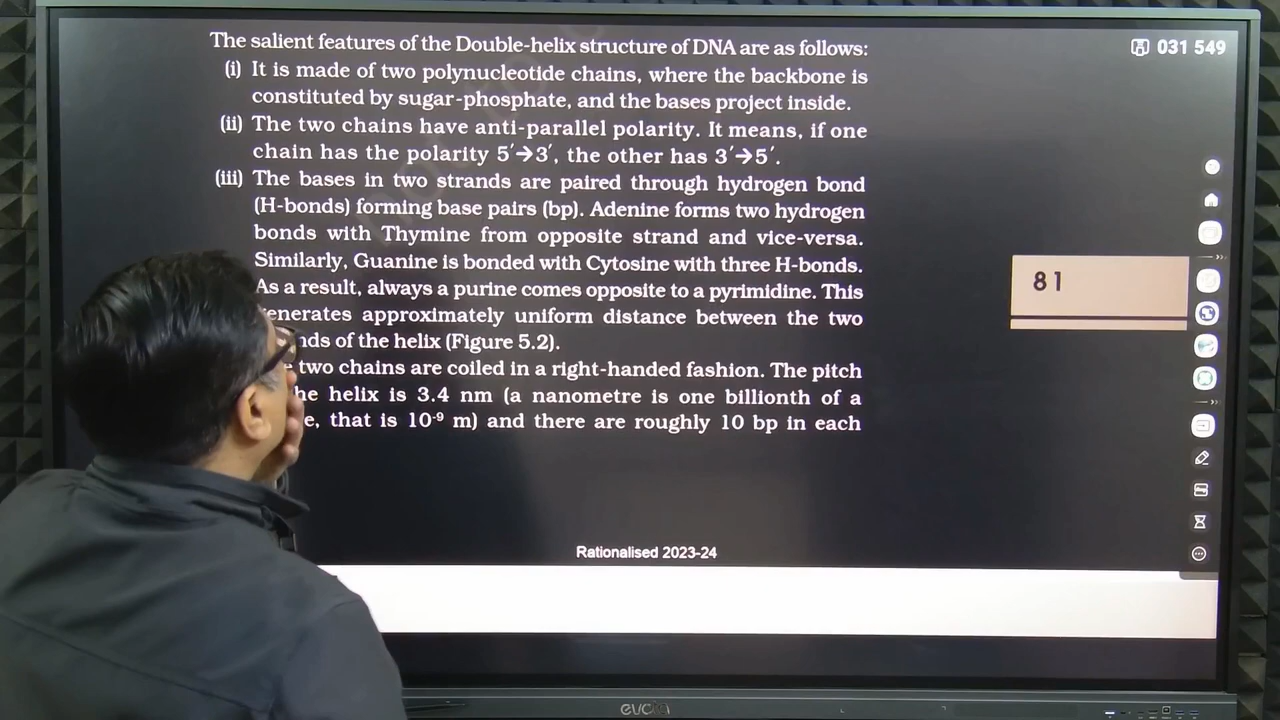 The salient features of the Double-helix structure of DNA are as follows:
031 549
(i) It is made of two polynucleotide chains, where the backbone is
constituted by sugar-phosphate, and the bases project inside.
(ii) The two chains have anti-parallel polarity. It means, if one
chain has the polarity 5′→3′, the other has 3′→5′.
(iii) The bases in two strands are paired through hydrogen bond
(H-bonds) forming base pairs (bp). Adenine forms two hydrogen
bonds with Thymine from opposite strand and vice-versa.
Similarly, Guanine is bonded with Cytosine with three H-bonds.
As a result, always a purine comes opposite to a pyrimidine. This
enerates approximately uniform distance between the two
nds of the helix (Figure 5.2).
two chains are coiled in a right-handed fashion. The pitch
he helix is 3.4 nm (a nanometre is one billionth of a
e, that is 10⁻⁹ m) and there are roughly 10 bp in each
81
Rationalised 2023-24